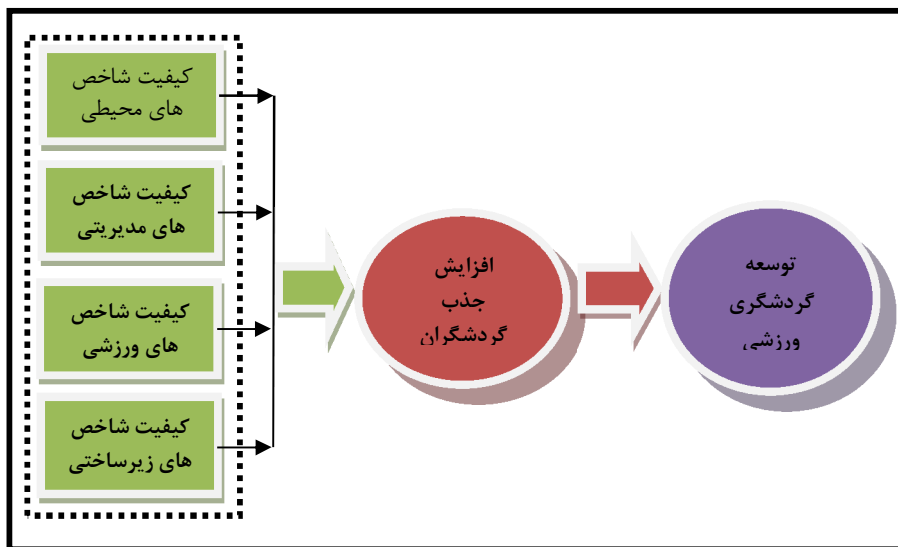 کیفیت شاخص
های محیطی
کیفیت شاخص
های مدیریتی
کیفیت شاخص
های ورزشی
کیفیت شاخص
های زیرساختی
افزایش
جذب
گردشگران
توسعه
گردشگری
ورزشی